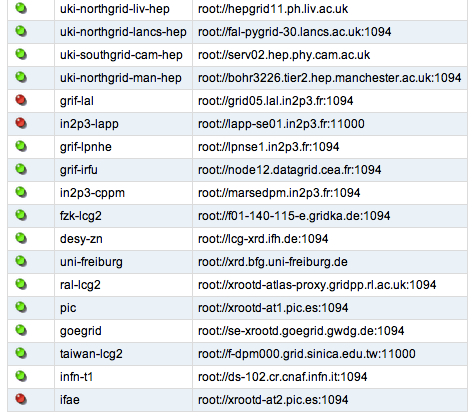 uki-northgrid-liv-hep root://hepgrid11.ph.liv.ac.uk
uki-northgrid-lancs-hep root://fal-pygrid-30.lancs.ac.uk:1094
uki-southgrid-cam-hep root://serv02.hep.phy.cam.ac.uk
uki-northgrid-man-hep root://bohr3226.tier2.hep.manchester.ac.uk:1094
grif-lal root://grid05.lal.in2p3.fr:1094
in2p3-lapp root://lapp-se01.in2p3.fr:11000
grif-lpnhe root://lpnse1.in2p3.fr:1094
grif-irfu root://node12.datagrid.cea.fr:1094
in2p3-cppm root://marsedpm.in2p3.fr:1094
fzk-lcg2 root://f01-140-115-e.gridka.de:1094
desy-zn root://lcg-xrd.ifh.de:1094
uni-freiburg root://xrd.bfg.uni-freiburg.de
ral-lcg2 root://xrootd-atlas-proxy.gridpp.rl.ac.uk:1094
pic root://xrootd-at1.pic.es:1094
goegrid root://se-xrootd.goegrid.gwdg.de:1094
taiwan-lcg2 root://f-dpm000.grid.sinica.edu.tw:11000
infn-t1 root://ds-102.cr.cnaf.infn.it:1094
ifae root://xrootd-at2.pic.es:1094